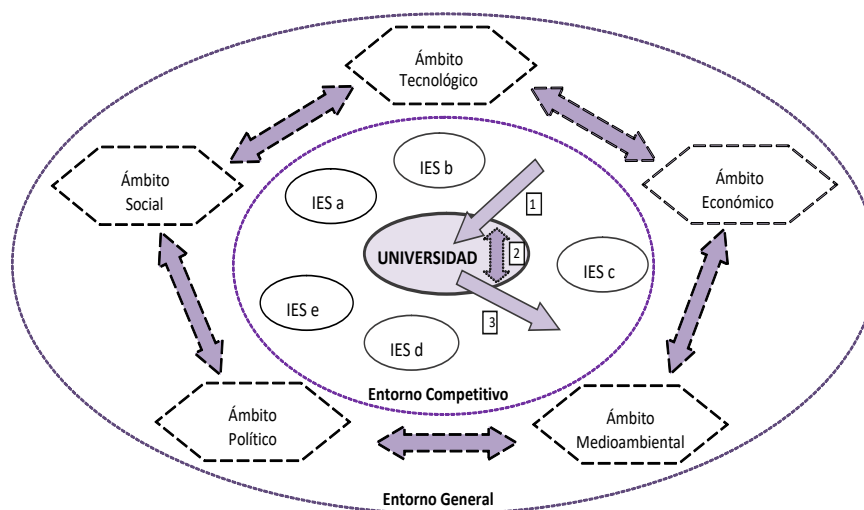 Ámbito
Tecnológico
Ámbito
Social
Ámbito
Económico
IES b
IES a
1
UNIVERSIDAD
2
IES c
IES e
3
IES d
Entorno Competitivo
Ámbito
Político
Ámbito
Medioambiental
Entorno General